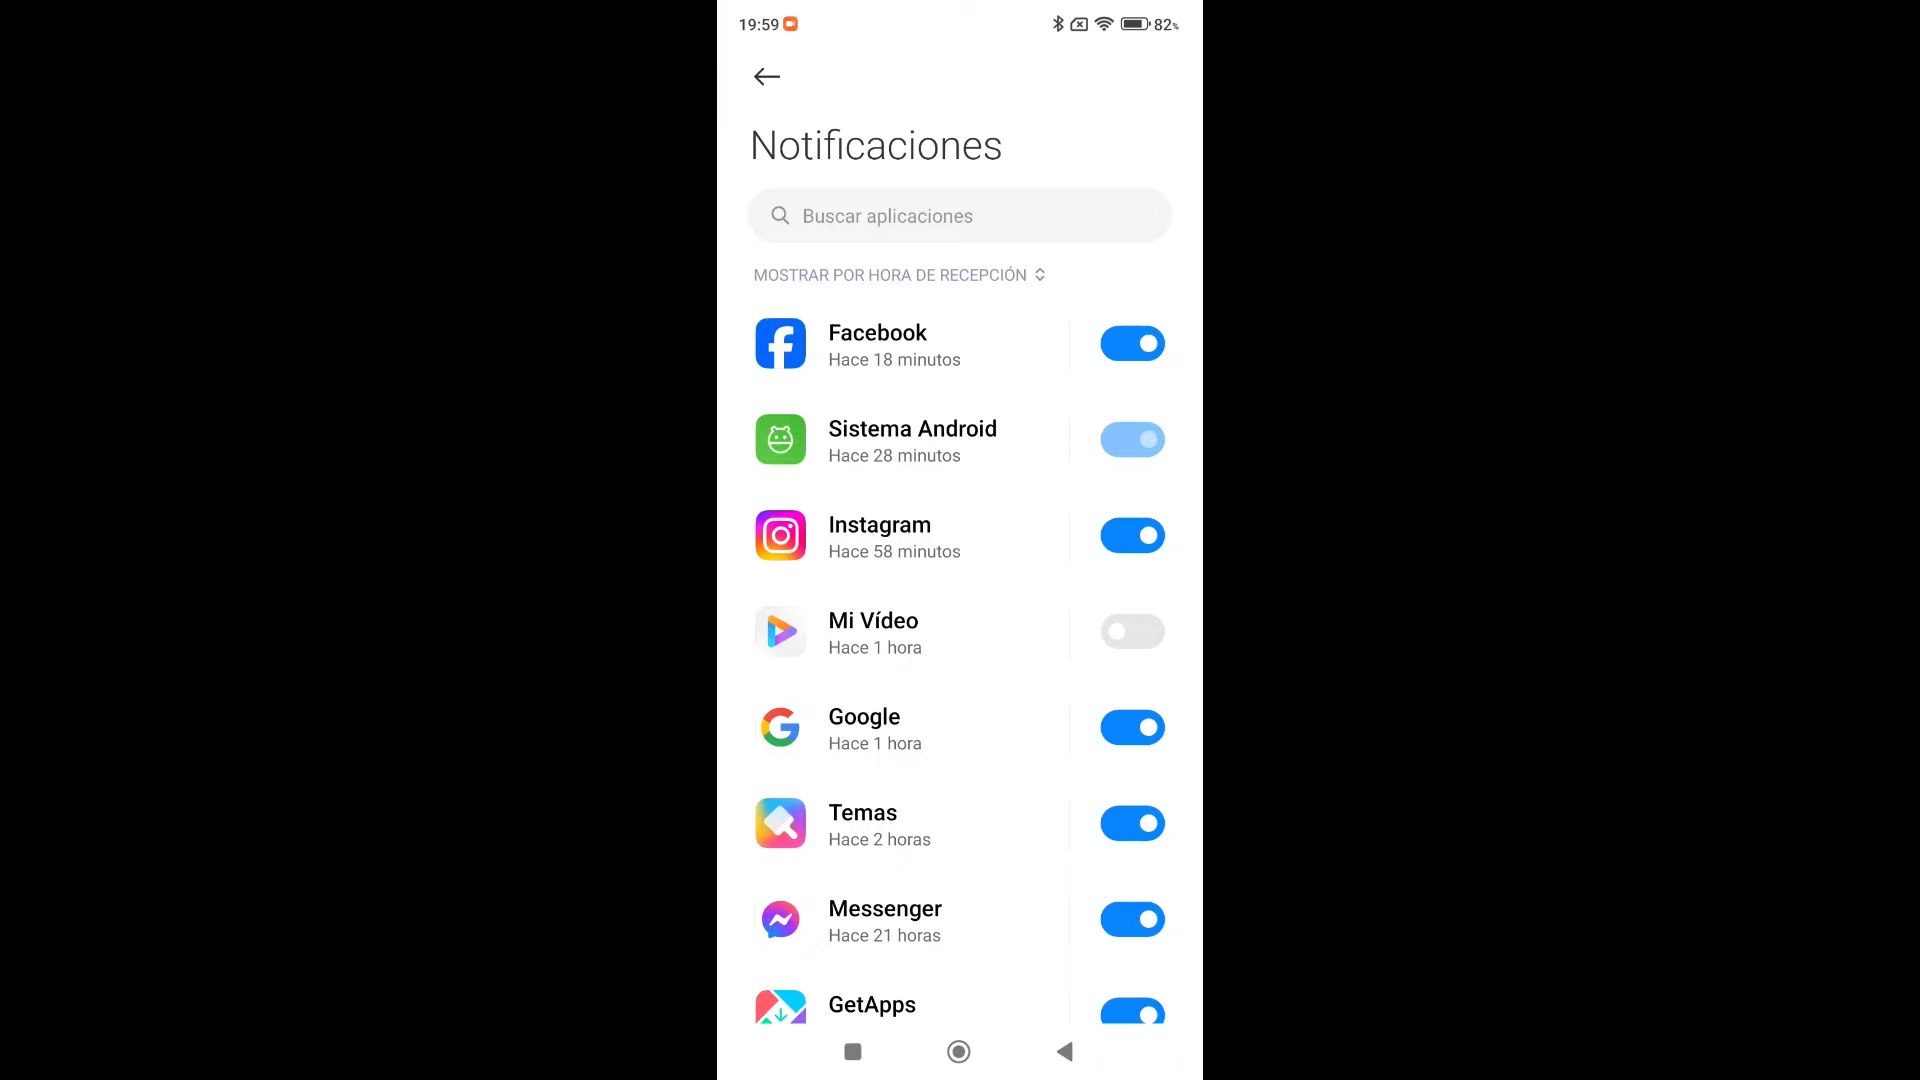 19:59 82%
Notificaciones
Buscar aplicaciones
MOSTRAR POR HORA DE RECEPCIÓN
Facebook
Hace 18 minutos
Sistema Android
Hace 28 minutos
Instagram
Hace 58 minutos
Mi Vídeo
Hace 1 hora
Google
Hace 1 hora
Temas
Hace 2 horas
Messenger
Hace 21 horas
GetApps